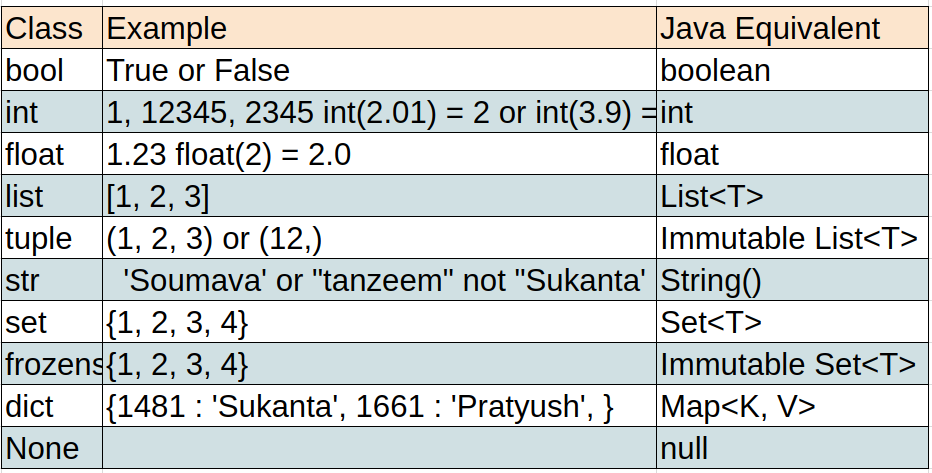 Class Example Java Equivalent
bool True or False boolean
int 1, 12345, 2345 int(2.01) = 2 or int(3.9) = int
float 1.23 float(2) = 2.0 float
list [1, 2, 3] List<T>
tuple (1, 2, 3) or (12,) Immutable List<T>
str 'Soumava' or "tanzeem" not "Sukanta' String()
set {1, 2, 3, 4} Set<T>
frozens {1, 2, 3, 4} Immutable Set<T>
dict {1481 : 'Sukanta', 1661 : 'Pratyush', } Map<K, V>
None null